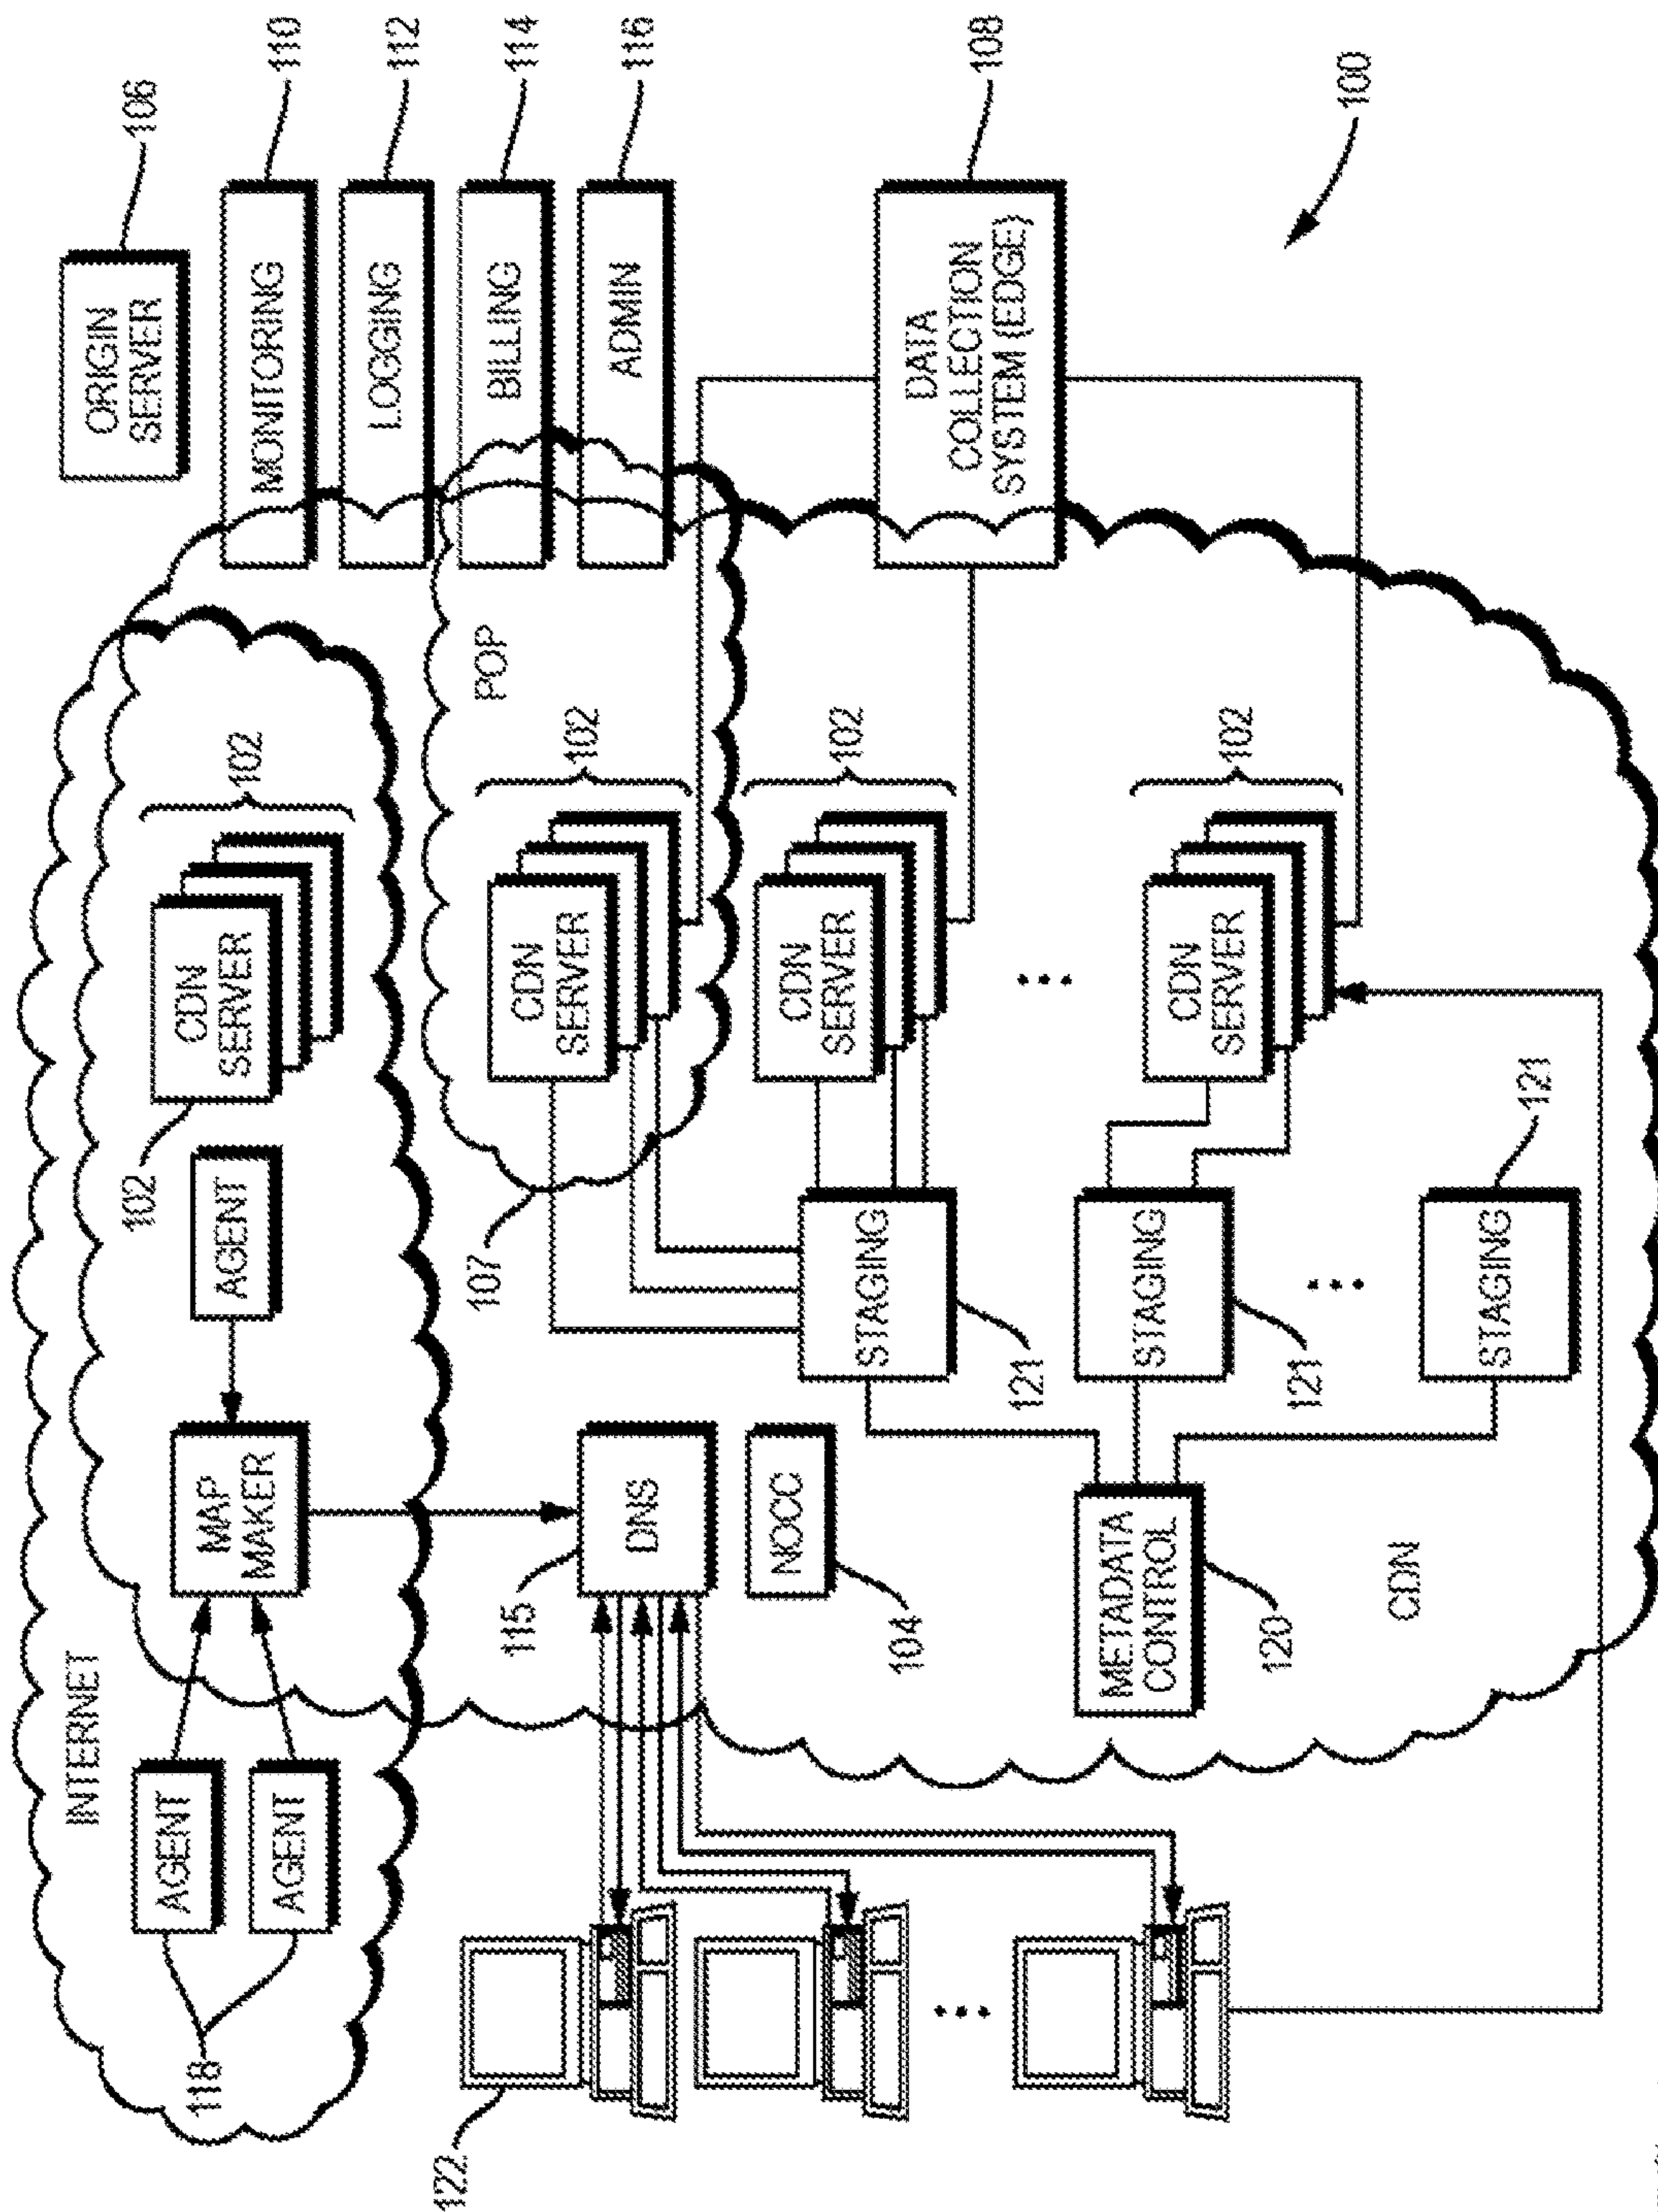 INTERNET
ORIGIN
SERVER
106
118
AGENT
AGENT
MAP
MAKER
AGENT
102
CDN
SERVER
102
MONITORING
110
LOGGING
112
122
115
DNS
107
CDN
SERVER
102
POP
BILLING
114
ADMIN
116
NOCC
104
STAGING
121
CDN
SERVER
102
DATA
COLLECTION
SYSTEM (EDGE)
108
...
...
METADATA
CONTROL
120
STAGING
121
CDN
SERVER
102
...
CDN
STAGING
121
100